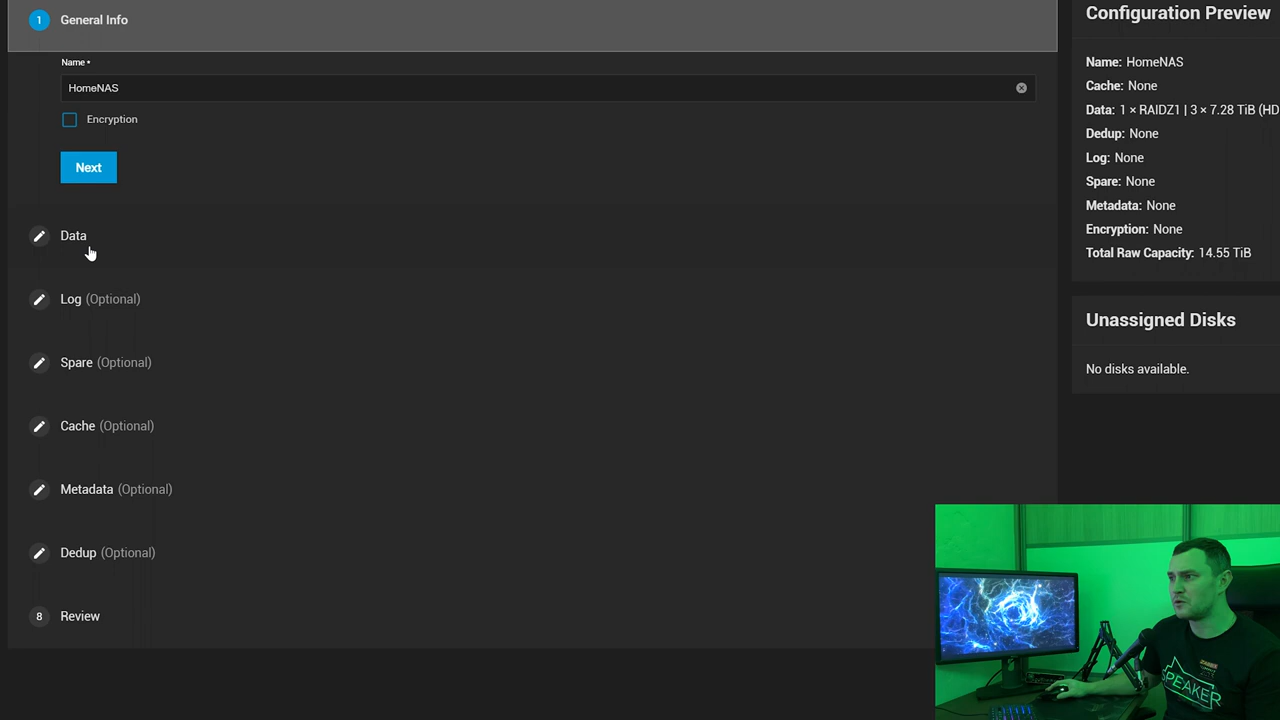 1 General Info
Name *
HomeNAS
Encryption
Next
Data
Log (Optional)
Spare (Optional)
Cache (Optional)
Metadata (Optional)
Dedup (Optional)
8 Review
Configuration Preview
Name: HomeNAS
Cache: None
Data: 1 × RAIDZ1 | 3 × 7.28 TiB (HD
Dedup: None
Log: None
Spare: None
Metadata: None
Encryption: None
Total Raw Capacity: 14.55 TiB
Unassigned Disks
No disks available.
SPEAKER